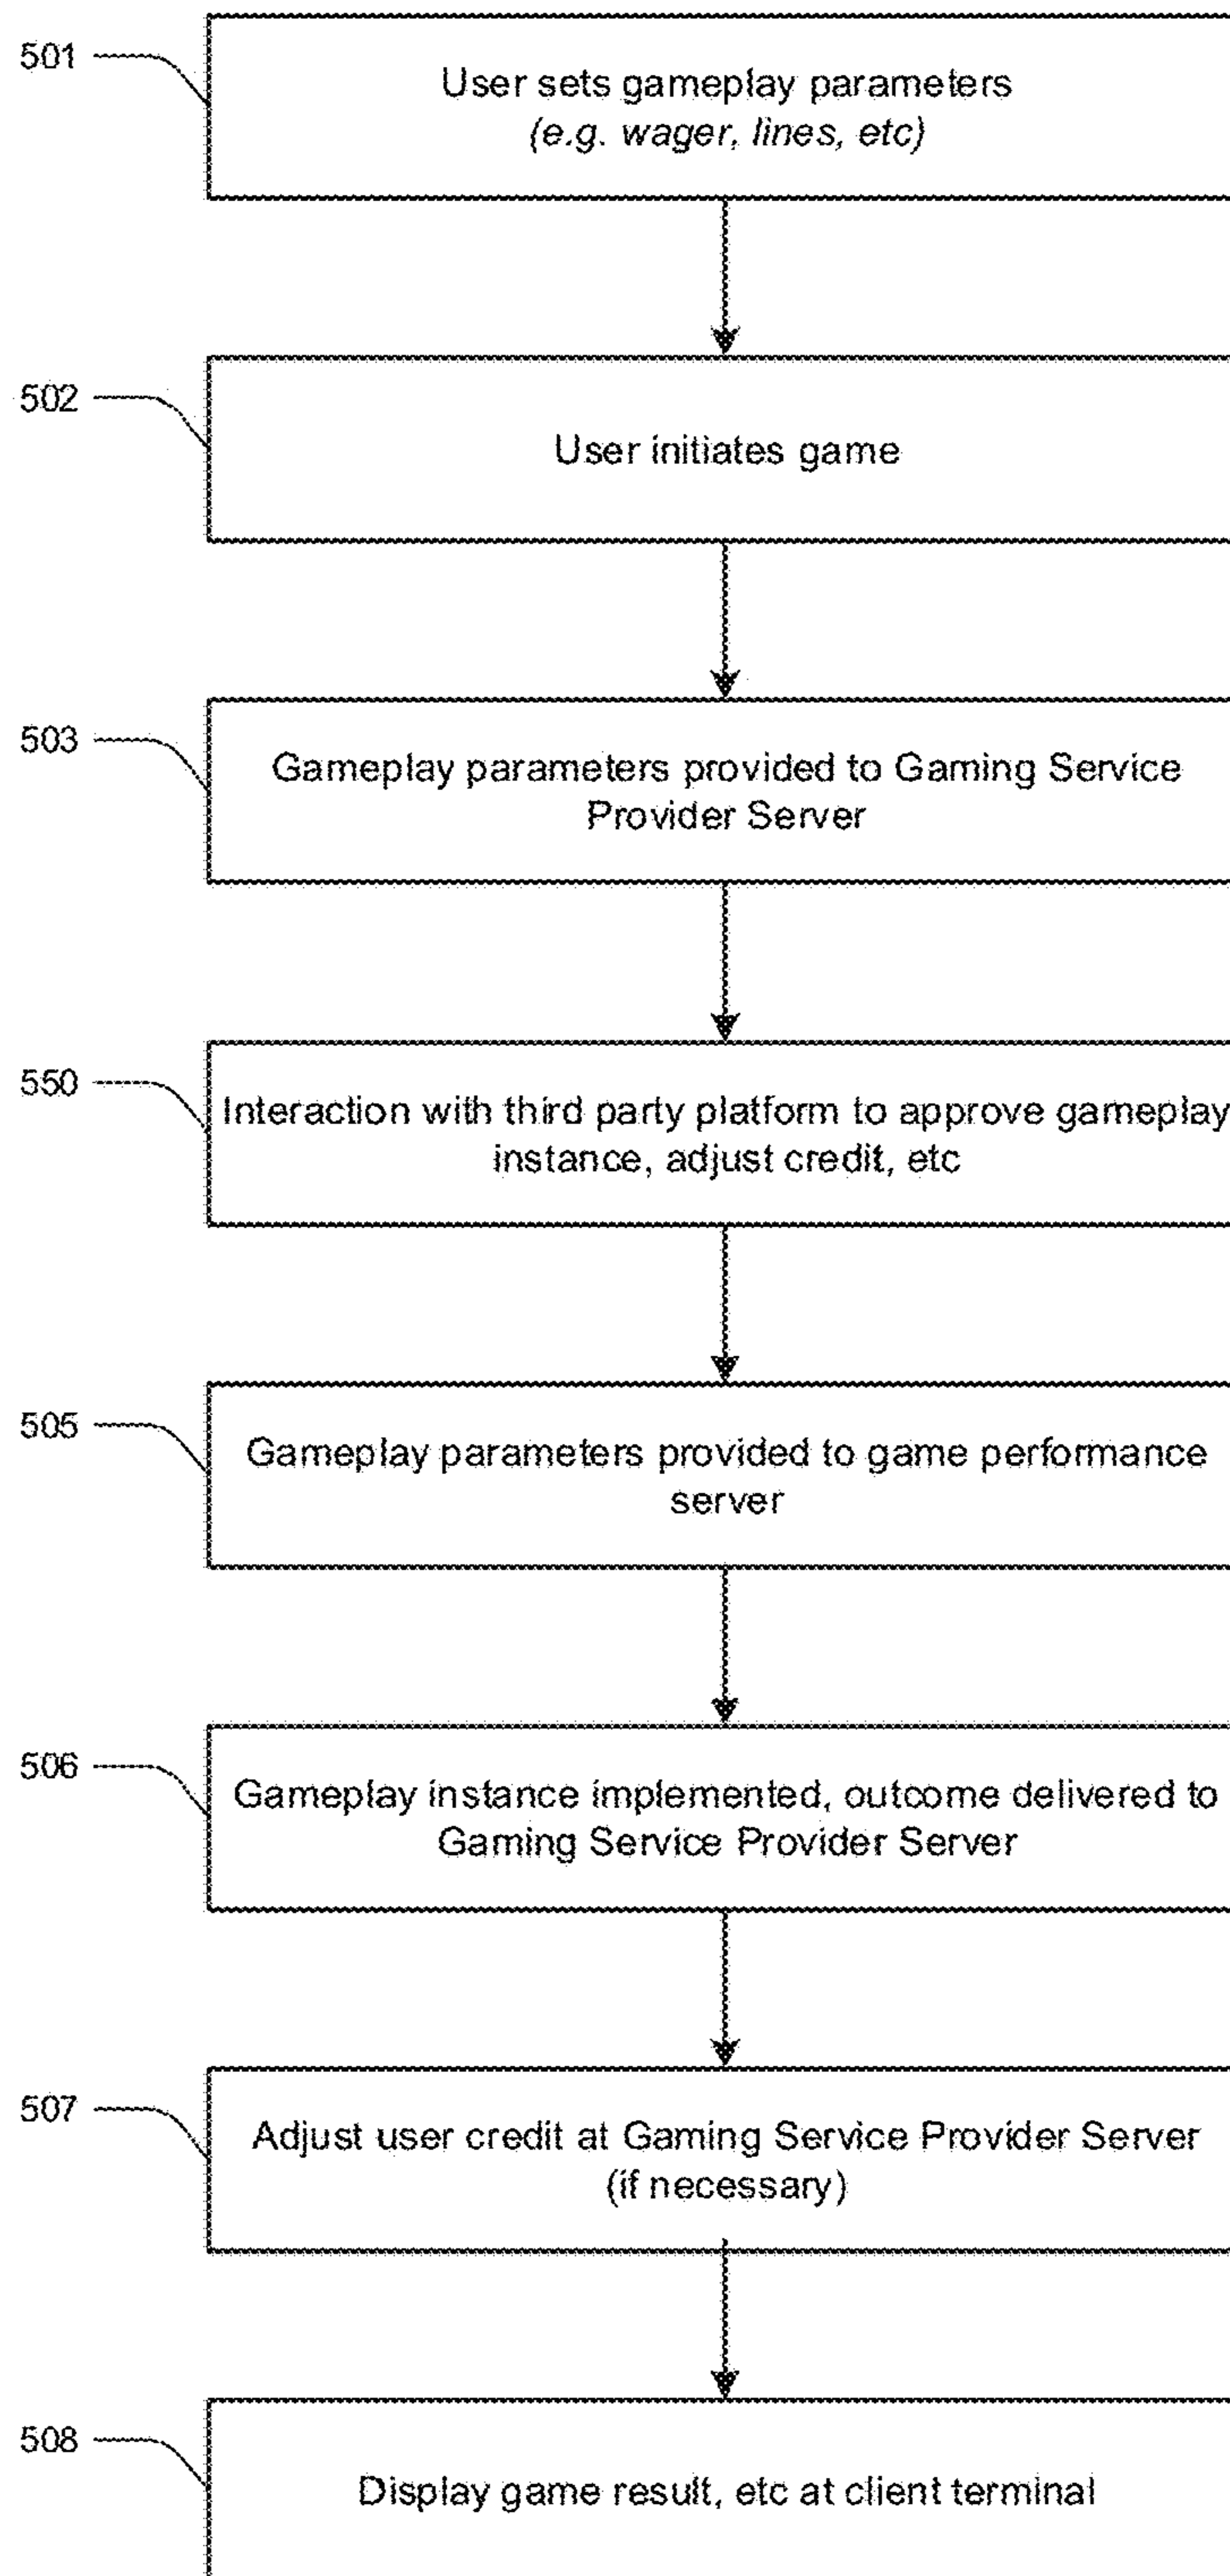 501
User sets gameplay parameters
(e.g. wager, lines, etc)
502
User initiates game
503
Gameplay parameters provided to Gaming Service
Provider Server
550
Interaction with third party platform to approve gameplay
instance, adjust credit, etc
505
Gameplay parameters provided to game performance
server
506
Gameplay instance implemented, outcome delivered to
Gaming Service Provider Server
507
Adjust user credit at Gaming Service Provider Server
(if necessary)
508
Display game result, etc at client terminal